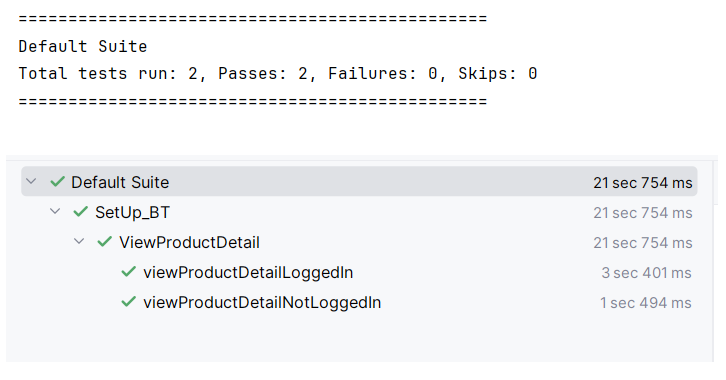 ===============================================
Default Suite
Total tests run: 2, Passes: 2, Failures: 0, Skips: 0
===============================================
Default Suite 21 sec 754 ms
SetUp_BT 21 sec 754 ms
ViewProductDetail 21 sec 754 ms
viewProductDetailLoggedIn 3 sec 401 ms
viewProductDetailNotLoggedIn 1 sec 494 ms